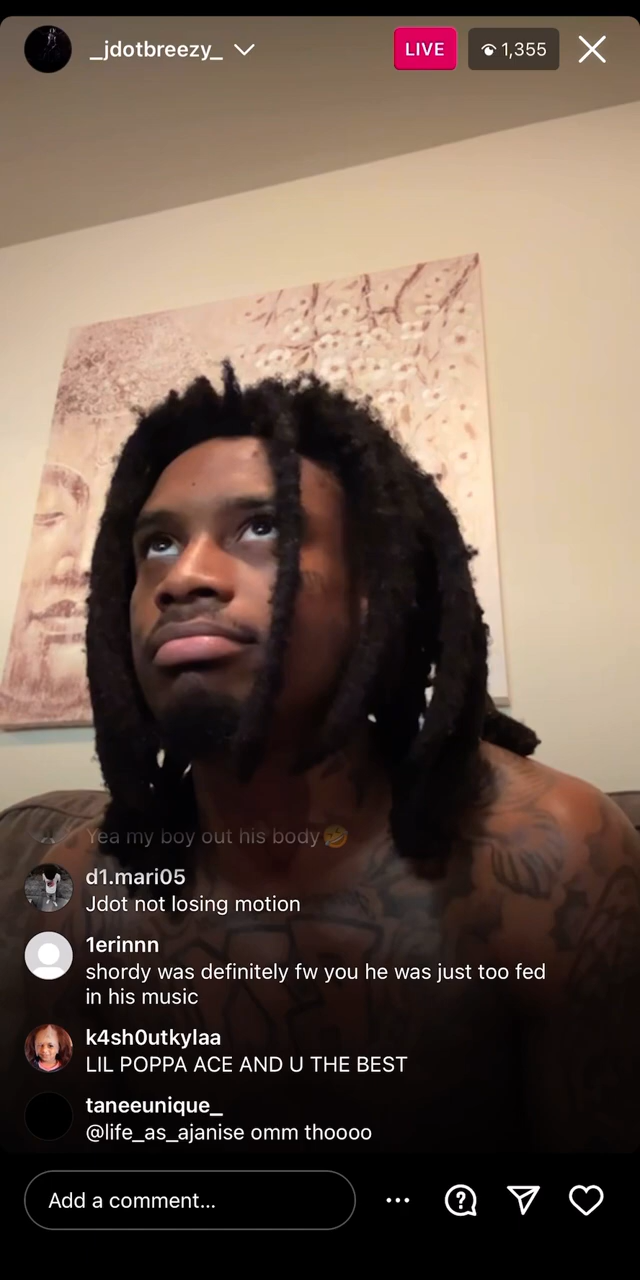 _jdotbreezy_
LIVE
1,355
Yea my boy out his body🤣
d1.mari05
Jdot not losing motion
1erinnn
shordy was definitely fw you he was just too fed
in his music
k4sh0utkylaa
LIL POPPA ACE AND U THE BEST
taneeunique_
@life_as_ajanise omm thoooo
Add a comment...